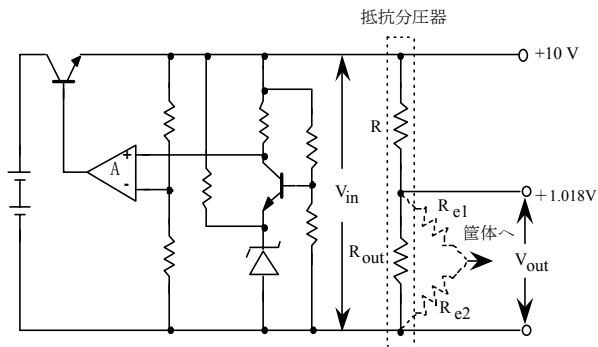 抵抗分圧器
+10 V
R
A
+
-
V in
+1.018V
R e1
筐体へ
R out
V out
R e2